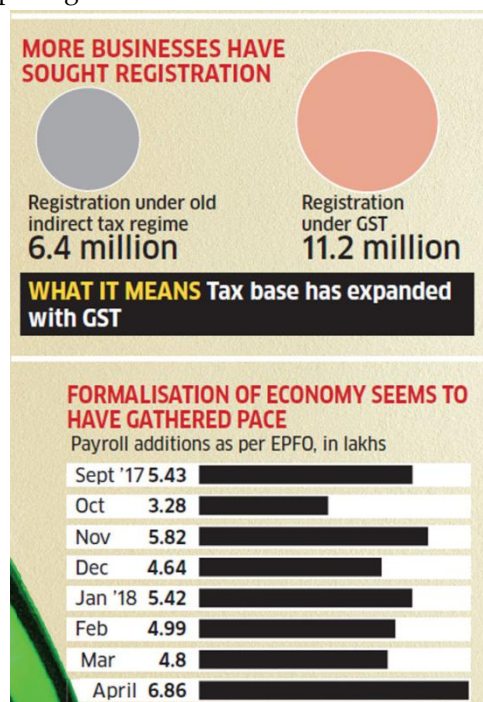 MORE BUSINESSES HAVE
SOUGHT REGISTRATION
Registration under old
indirect tax regime
6.4 million
Registration
under GST
11.2 million
WHAT IT MEANS Tax base has expanded
with GST
FORMALISATION OF ECONOMY SEEMS TO
HAVE GATHERED PACE
Payroll additions as per EPFO, in lakhs
Sept '17 5.43
Oct 3.28
Nov 5.82
Dec 4.64
Jan '18 5.42
Feb 4.99
Mar 4.8
April 6.86